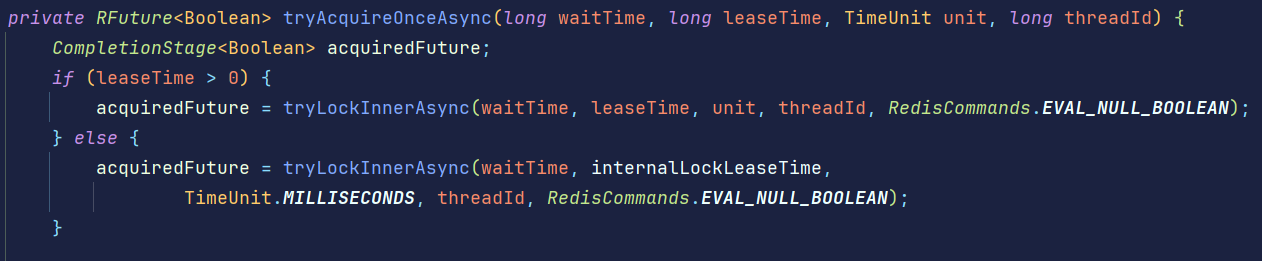 private RFuture<Boolean> tryAcquireOnceAsync(long waitTime, long leaseTime, TimeUnit unit, long threadId) {
CompletionStage<Boolean> acquiredFuture;
if (leaseTime > 0) {
acquiredFuture = tryLockInnerAsync(waitTime, leaseTime, unit, threadId, RedisCommands.EVAL_NULL_BOOLEAN);
} else {
acquiredFuture = tryLockInnerAsync(waitTime, internalLockLeaseTime,
TimeUnit.MILLISECONDS, threadId, RedisCommands.EVAL_NULL_BOOLEAN);
}